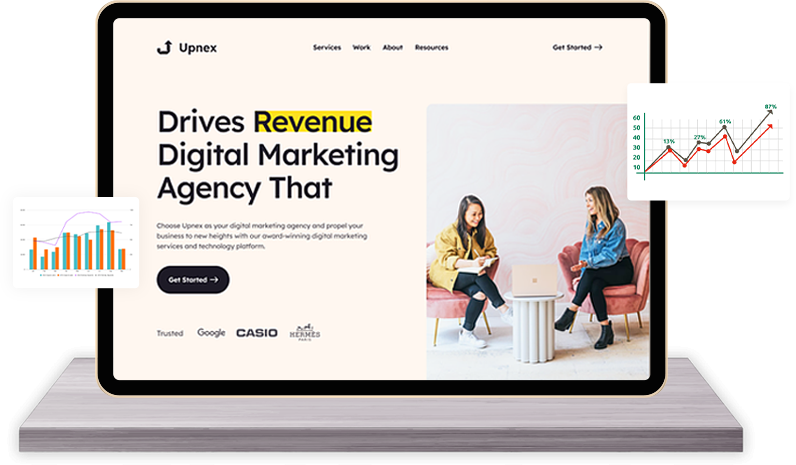 Upnex
Services Work About Resources
Get Started →
Drives Revenue
Digital Marketing
Agency That
Choose Upnex as your digital marketing agency and propel your
business to new heights with our award-winning digital marketing
services and technology platform.
Get Started →
Trusted Google CASIO HERMÈS
PARIS
60
50
40
30
20
10
13%
27%
61%
87%